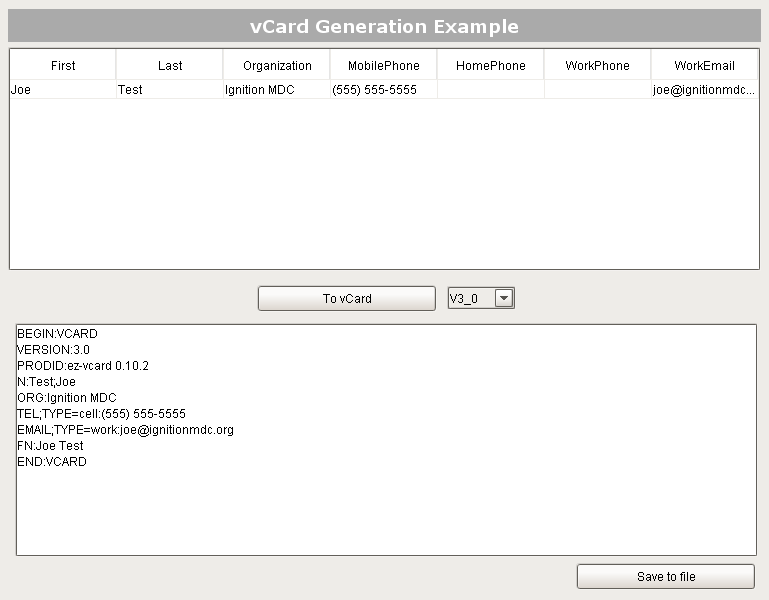 vCard Generation Example
First Last Organization MobilePhone HomePhone WorkPhone WorkEmail
Joe Test Ignition MDC (555) 555-5555 joe@ignitionmdc...
To vCard V3_0
BEGIN:VCARD
VERSION:3.0
PRODID:ez-vcard 0.10.2
N:Test;Joe
ORG:Ignition MDC
TEL;TYPE=cell:(555) 555-5555
EMAIL;TYPE=work:joe@ignitionmdc.org
FN:Joe Test
END:VCARD
Save to file